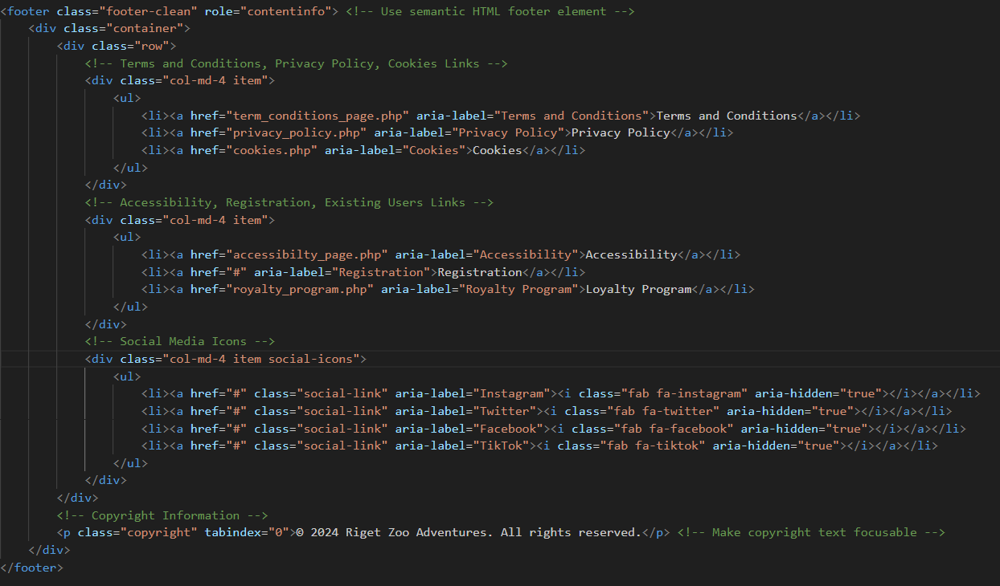 <footer class="footer-clean" role="contentinfo"> <!-- Use semantic HTML footer element -->
<div class="container">
<div class="row">
<!-- Terms and Conditions, Privacy Policy, Cookies Links -->
<div class="col-md-4 item">
<ul>
<li><a href="term_conditions_page.php" aria-label="Terms and Conditions">Terms and Conditions</a></li>
<li><a href="privacy_policy.php" aria-label="Privacy Policy">Privacy Policy</a></li>
<li><a href="cookies.php" aria-label="Cookies">Cookies</a></li>
</ul>
</div>
<!-- Accessibility, Registration, Existing Users Links -->
<div class="col-md-4 item">
<ul>
<li><a href="accessibilty_page.php" aria-label="Accessibility">Accessibility</a></li>
<li><a href="#" aria-label="Registration">Registration</a></li>
<li><a href="royalty_program.php" aria-label="Royalty Program">Loyalty Program</a></li>
</ul>
</div>
<!-- Social Media Icons -->
<div class="col-md-4 item social-icons">
<ul>
<li><a href="#" class="social-link" aria-label="Instagram"><i class="fab fa-instagram" aria-hidden="true"></i></a></li>
<li><a href="#" class="social-link" aria-label="Twitter"><i class="fab fa-twitter" aria-hidden="true"></i></a></li>
<li><a href="#" class="social-link" aria-label="Facebook"><i class="fab fa-facebook" aria-hidden="true"></i></a></li>
<li><a href="#" class="social-link" aria-label="TikTok"><i class="fab fa-tiktok" aria-hidden="true"></i></a></li>
</ul>
</div>
</div>
<!-- Copyright Information -->
<p class="copyright" tabindex="0">© 2024 Riget Zoo Adventures. All rights reserved.</p> <!-- Make copyright text focusable -->
</div>
</footer>